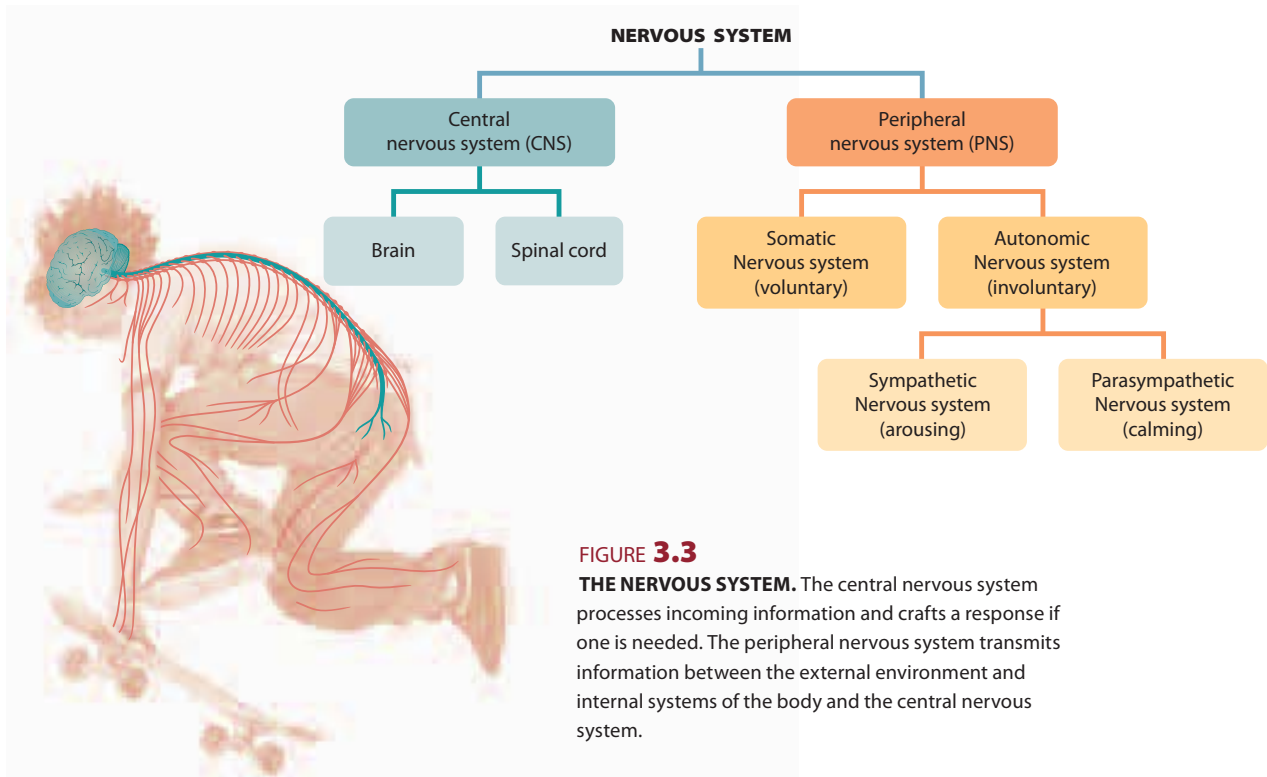 NERVOUS SYSTEM
Central
nervous system (CNS)
Peripheral
nervous system (PNS)
Brain
Spinal cord
Somatic
Nervous system
(voluntary)
Autonomic
Nervous system
(involuntary)
Sympathetic
Nervous system
(arousing)
Parasympathetic
Nervous system
(calming)
FIGURE 3.3
THE NERVOUS SYSTEM. The central nervous system
processes incoming information and crafts a response if
one is needed. The peripheral nervous system transmits
information between the external environment and
internal systems of the body and the central nervous
system.